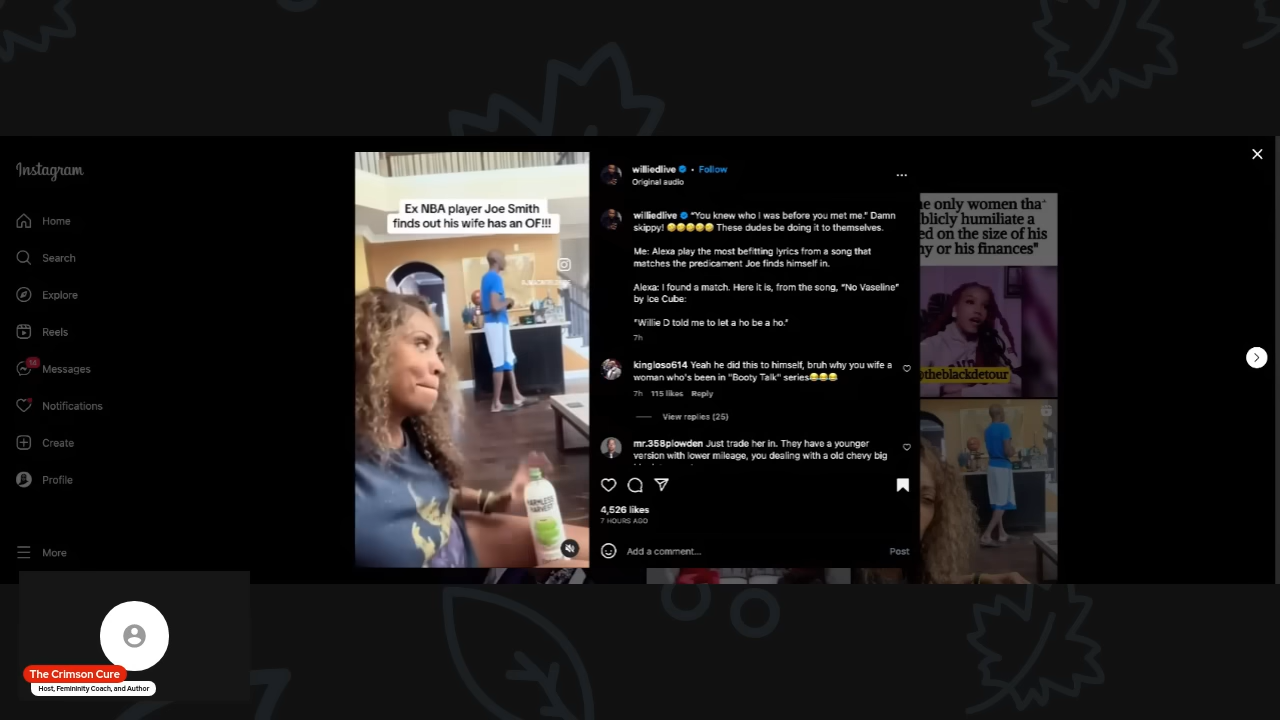 Instagram
Home
Search
Explore
Reels
14
Messages
Notifications
Create
Profile
More
Ex NBA player Joe Smith
finds out his wife has an OF!!!
HARMLESS
HARVEST
williedlive • Follow
Original audio
williedlive "You knew who I was before you met me." Damn
skippy! 🤣🤣🤣🤣🤣 These dudes be doing it to themselves.
Me: Alexa play the most befitting lyrics from a song that
matches the predicament Joe finds himself in.
Alexa: I found a match. Here it is, from the song, "No Vaseline"
by Ice Cube:
"Willie D told me to let a ho be a ho."
7h
kingloso614 Yeah he did this to himself, bruh why you wife a
woman who's been in "Booty Talk" series😂😂😂
7h 115 likes Reply
View replies (25)
mr.358plowden Just trade her in. They have a younger
version with lower mileage, you dealing with a old chevy big
4,526 likes
7 HOURS AGO
Add a comment...
Post
e only women tha
blicly humiliate a
ed on the size of his
y or his finances"
@theblackdetour
The Crimson Cure
Host, Femininity Coach, and Author